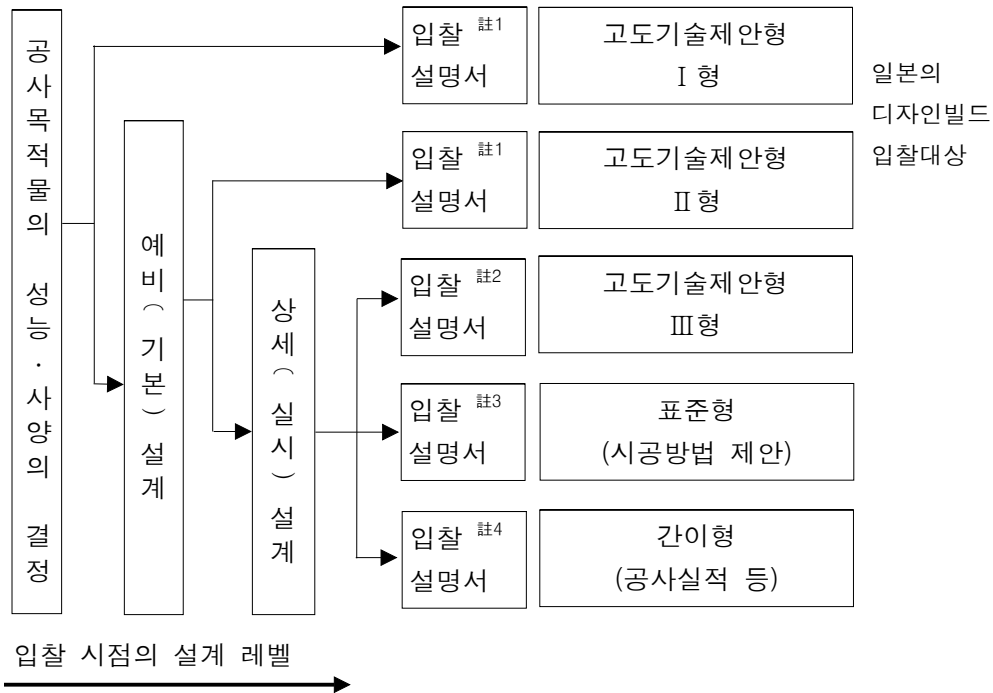 공사목적물의 성능·사양의 결정
예비(기본)설계
상세(실시)설계
입찰 註1
설명서
고도기술제안형
Ⅰ형
일본의
디자인빌드
입찰대상
입찰 註1
설명서
고도기술제안형
Ⅱ형
입찰 註2
설명서
고도기술제안형
Ⅲ형
입찰 註3
설명서
표준형
(시공방법 제안)
입찰 註4
설명서
간이형
(공사실적 등)
입찰 시점의 설계 레벨